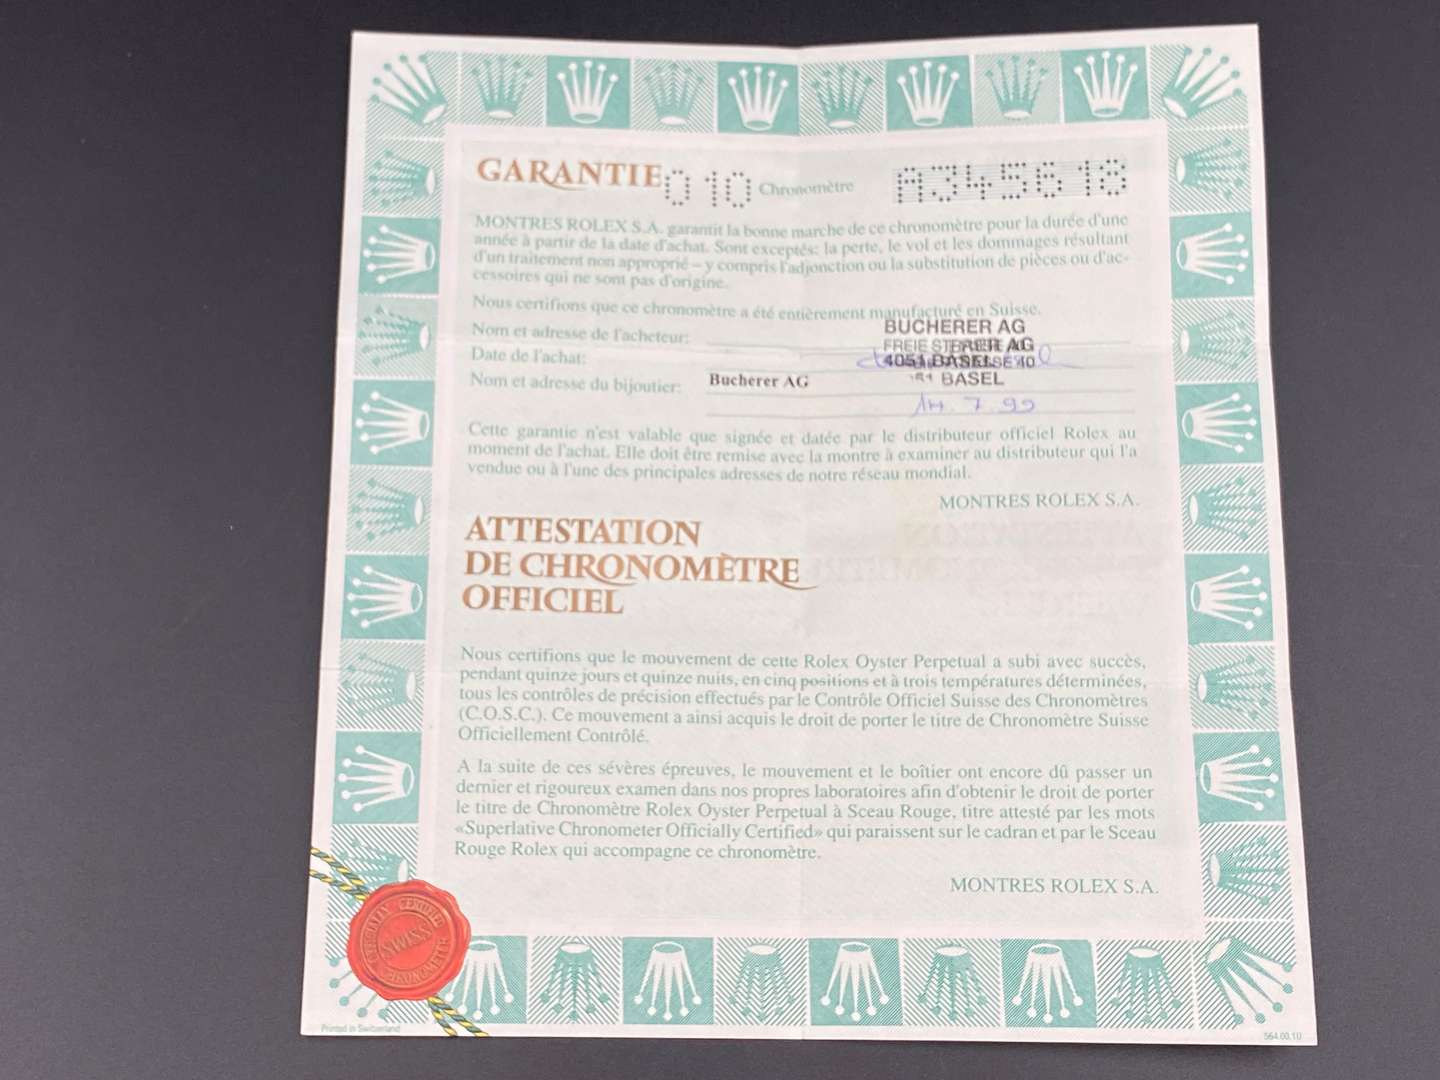 GARANTIE 010 Chronomètre A345618
MONTRES ROLEX S.A. garantit la bonne marche de ce chronomètre pour la durée d'une
année à partir de la date d'achat. Sont exceptés: la perte, le vol et les dommages résultant
d'un traitement non approprié – y compris l'adjonction ou la substitution de pièces ou d'ac-
cessoires qui ne sont pas d'origine.
Nous certifions que ce chronomètre a été entièrement manufacturé en Suisse.
BUCHERER AG
Nom et adresse de l'acheteur:
FREIE
4051 BASEL
Date de l'achat:
BASEL
Nom et adresse du bijoutier: Bucherer AG
14.7.99
Cette garantie n'est valable que signée et datée par le distributeur officiel Rolex au
moment de l'achat. Elle doit être remise avec la montre à examiner au distributeur qui l'a
vendue ou à l'une des principales adresses de notre réseau mondial.
MONTRES ROLEX S.A.
ATTESTATION
DE CHRONOMÈTRE
OFFICIEL
Nous certifions que le mouvement de cette Rolex Oyster Perpetual a subi avec succès,
pendant quinze jours et quinze nuits, en cinq positions et à trois températures déterminées,
tous les contrôles de précision effectués par le Contrôle Officiel Suisse des Chronomètres
(C.O.S.C.). Ce mouvement a ainsi acquis le droit de porter le titre de Chronomètre Suisse
Officiellement Contrôlé.
A la suite de ces sévères épreuves, le mouvement et le boîtier ont encore dû passer un
dernier et rigoureux examen dans nos propres laboratoires afin d'obtenir le droit de porter
le titre de Chronomètre Rolex Oyster Perpetual à Sceau Rouge, titre attesté par les mots
«Superlative Chronometer Officially Certified» qui paraissent sur le cadran et par le Sceau
Rouge Rolex qui accompagne ce chronomètre.
MONTRES ROLEX S.A.
CERTIFIED
SWISS
CHRONOMETER
Printed in Switzerland
564.00.10